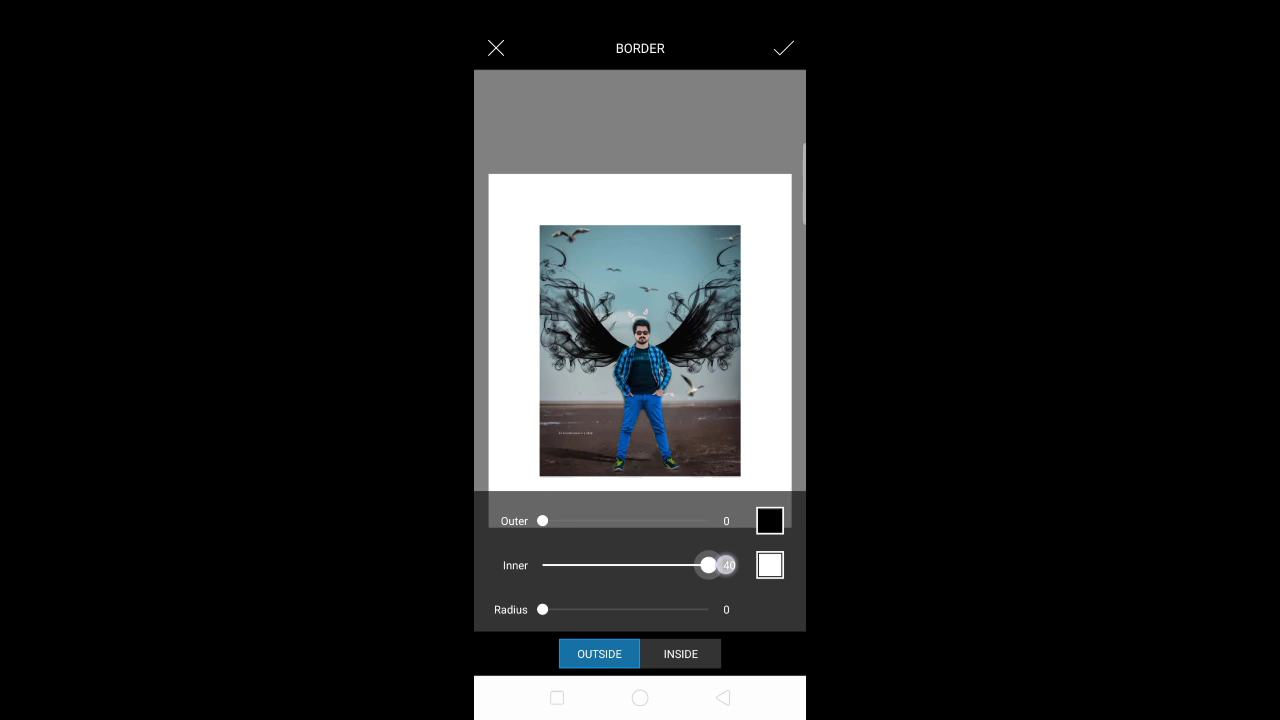 BORDER
Outer 0
Inner 40
Radius 0
OUTSIDE INSIDE